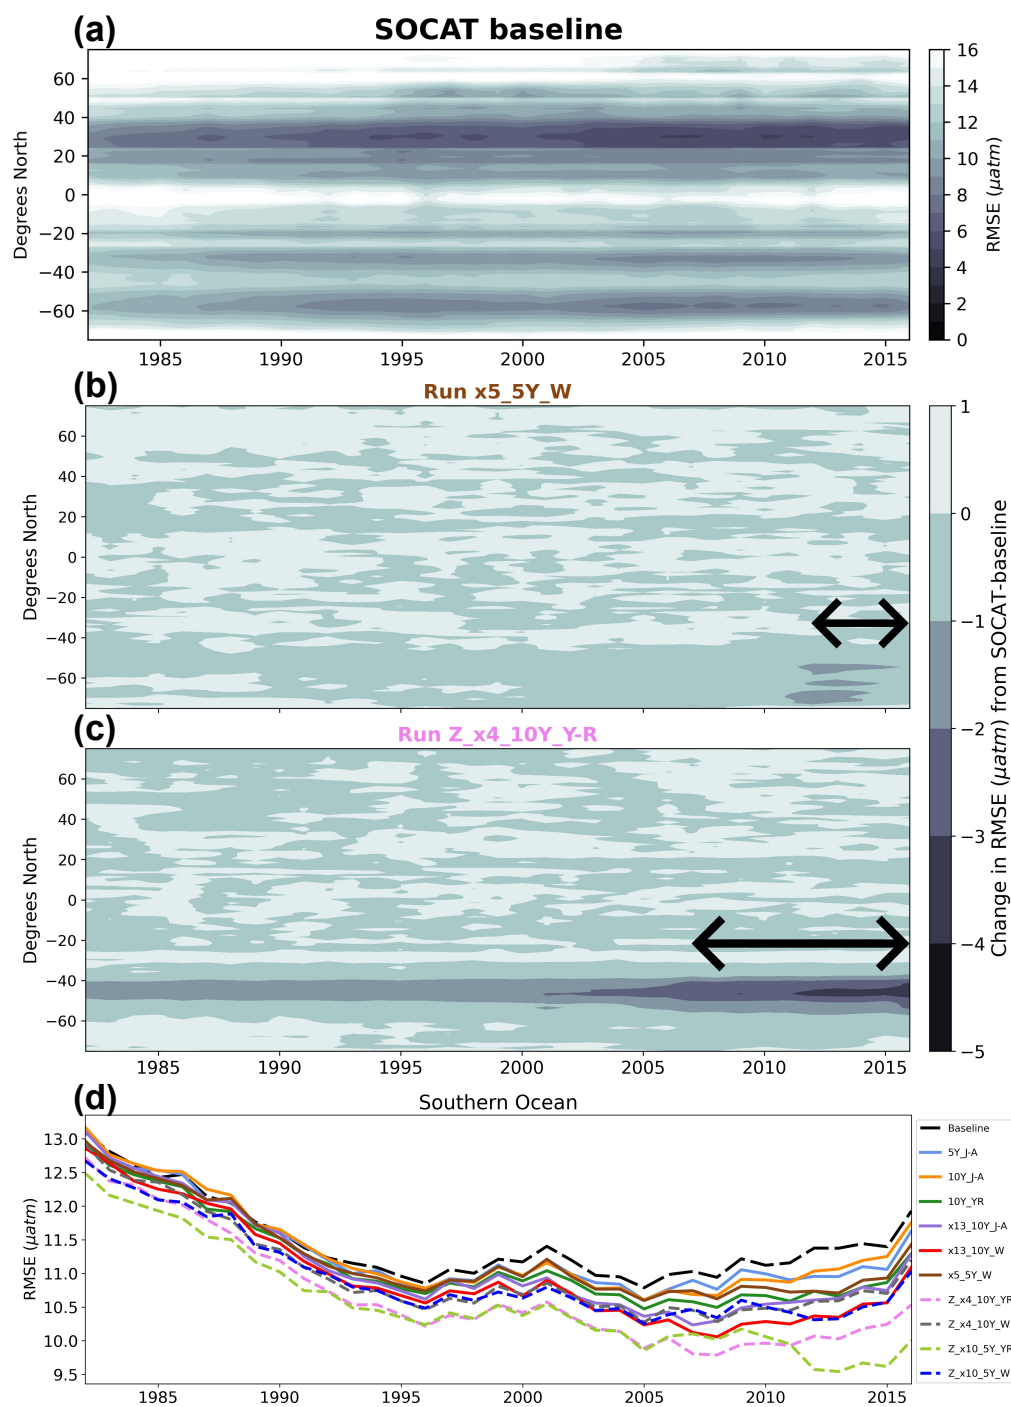 (a)
SOCAT baseline
Degrees North
60
40
20
0
−20
−40
−60
1985 1990 1995 2000 2005 2010 2015
16
14
12
10
8
6
4
2
0
RMSE (μatm)
(b)
Run x5_5Y_W
Degrees North
60
40
20
0
−20
−40
−60
(c)
Run Z_x4_10Y_Y-R
Degrees North
60
40
20
0
−20
−40
−60
1985 1990 1995 2000 2005 2010 2015
1
0
−1
−2
−3
−4
−5
Change in RMSE (μatm) from SOCAT-baseline
(d)
Southern Ocean
RMSE (μatm)
13.0
12.5
12.0
11.5
11.0
10.5
10.0
9.5
1985 1990 1995 2000 2005 2010 2015
Baseline
5Y_J-A
10Y_J-A
10Y_YR
x13_10Y_J-A
x13_10Y_W
x5_5Y_W
Z_x4_10Y_YR
Z_x4_10Y_W
Z_x10_5Y_YR
Z_x10_5Y_W